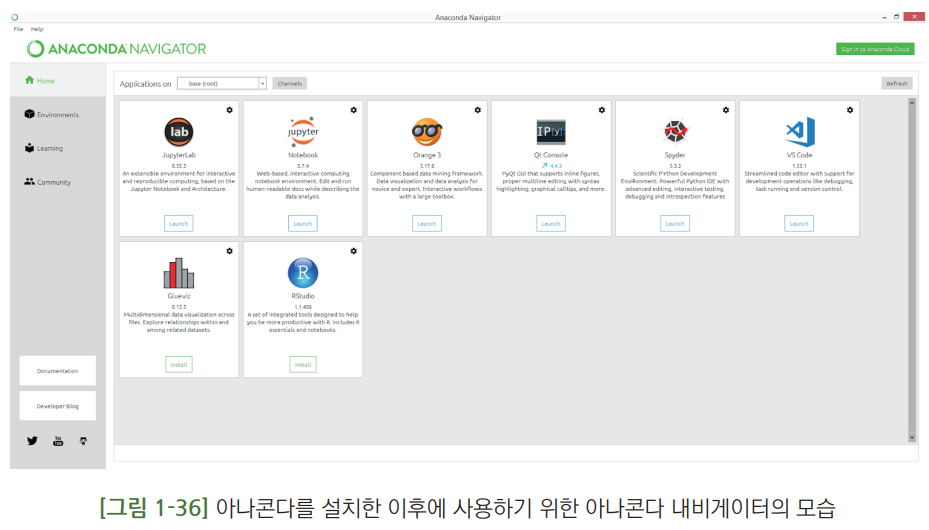 Anaconda Navigator
File Help
ANACONDA NAVIGATOR
Sign in to Anaconda Cloud
Home
Environments
Learning
Community
Documentation
Developer Blog
Applications on base (root) Channels
Refresh
lab
JupyterLab
0.35.3
An extensible environment for interactive
and reproducible computing, based on the
Jupyter Notebook and Architecture.
Launch
jupyter
Notebook
5.7.4
Web-based, interactive computing
notebook environment. Edit and run
human-readable docs while describing the
data analysis.
Launch
Orange 3
3.17.0
Component based data mining framework.
Data visualization and data analysis for
novice and expert. Interactive workflows
with a large toolbox.
Launch
IP[y]:
Qt Console
4.4.3
PyQt GUI that supports inline figures,
proper multiline editing with syntax
highlighting, graphical calltips, and more.
Launch
Spyder
3.3.2
Scientific PYthon Development
EnviRonment. Powerful Python IDE with
advanced editing, interactive testing,
debugging and introspection features
Launch
VS Code
1.33.1
Streamlined code editor with support for
development operations like debugging,
task running and version control.
Launch
Glueviz
0.13.3
Multidimensional data visualization across
files. Explore relationships within and
among related datasets.
Install
R
RStudio
1.1.456
A set of integrated tools designed to help
you be more productive with R. Includes R
essentials and notebooks.
Install
[그림 1-36] 아나콘다를 설치한 이후에 사용하기 위한 아나콘다 내비게이터의 모습